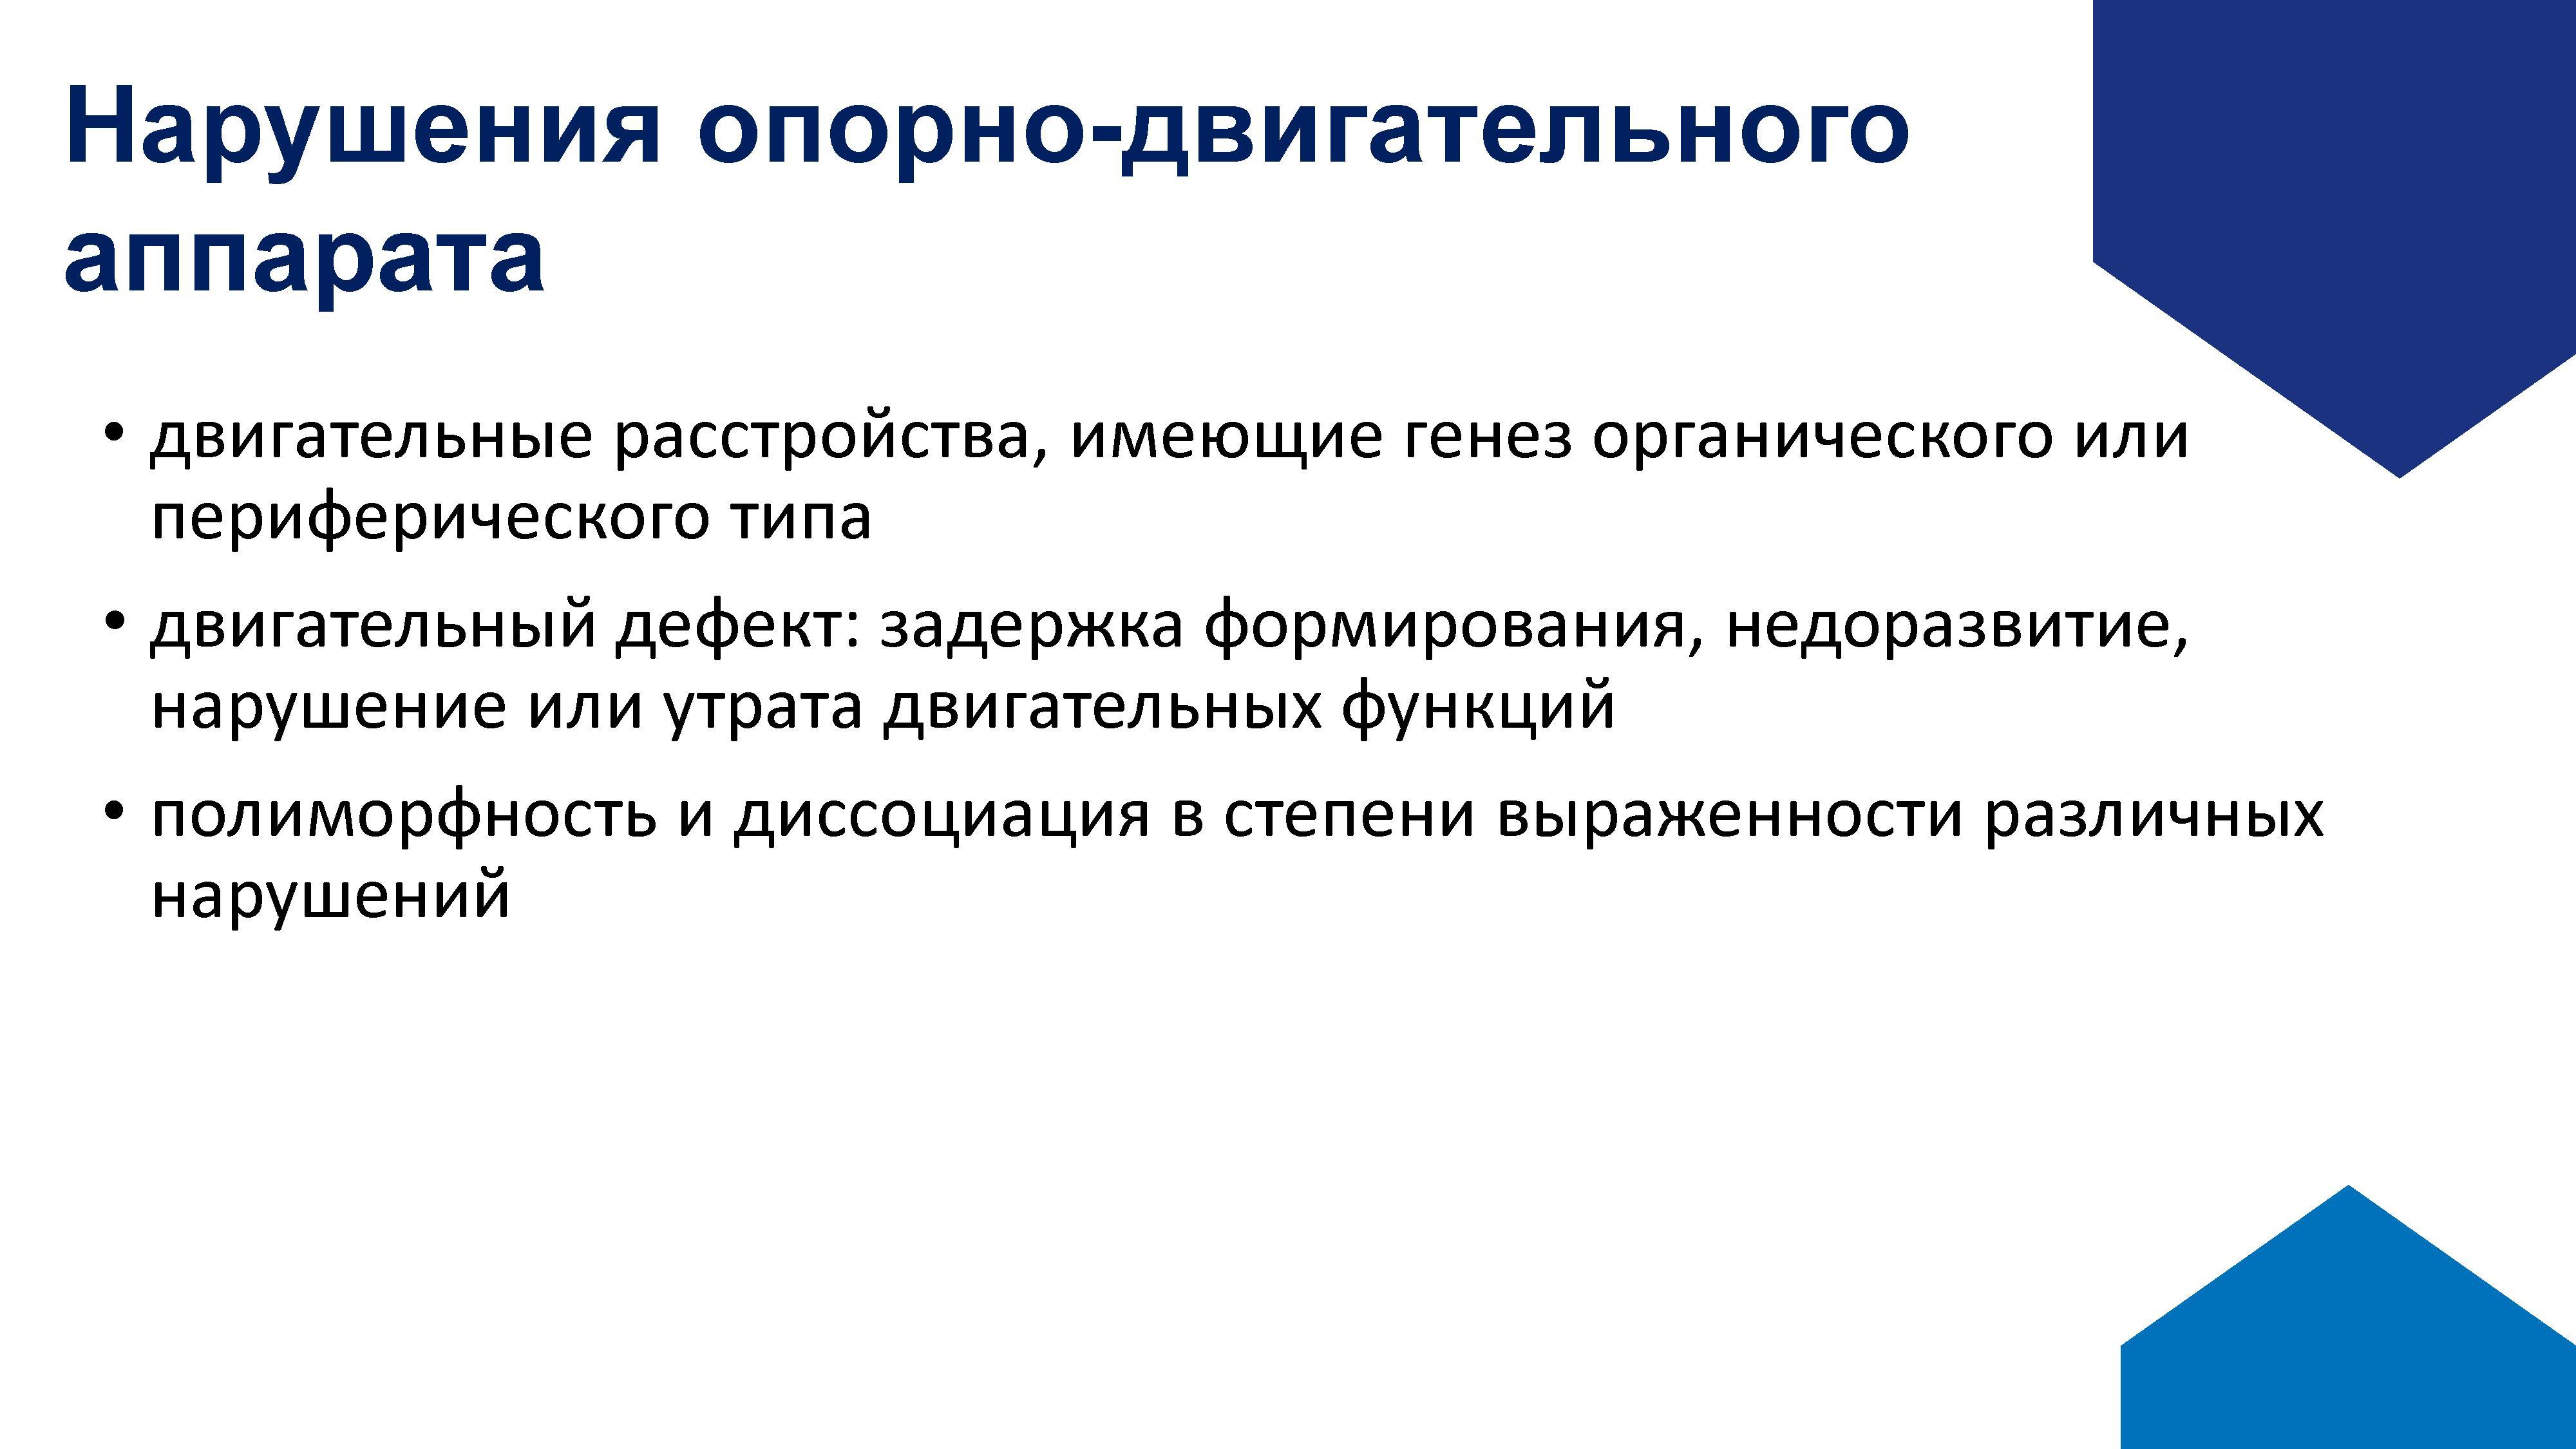 Нарушения опорно-двигательного
аппарата
• двигательные расстройства, имеющие генез органического или
периферического типа
• двигательный дефект: задержка формирования, недоразвитие,
нарушение или утрата двигательных функций
• полиморфность и диссоциация в степени выраженности различных
нарушений